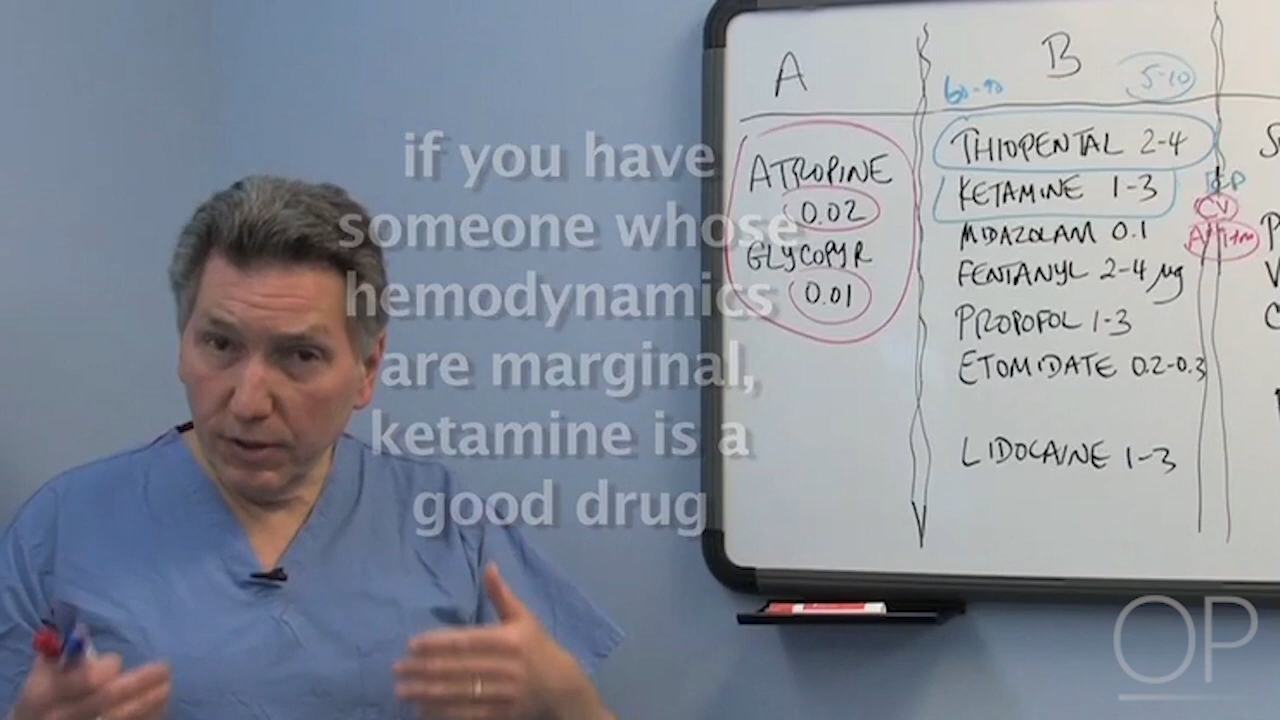 if you have
someone whose
hemodynamics
are marginal,
ketamine is a
good drug
A
ATROPINE
0.02
GLYCOPYR
0.01
B
60-90
5-10
THIOPENTAL 2-4
KETAMINE 1-3
MIDAZOLAM 0.1
FENTANYL 2-4 µg
PROPOFOL 1-3
ETOMIDATE 0.2-0.3
LIDOCAINE 1-3
CV
OP